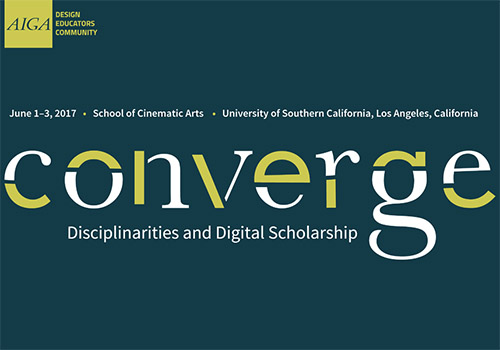 AIGA
DESIGN
EDUCATORS
COMMUNITY
June 1–3, 2017 • School of Cinematic Arts • University of Southern California, Los Angeles, California
converge
Disciplinarities and Digital Scholarship